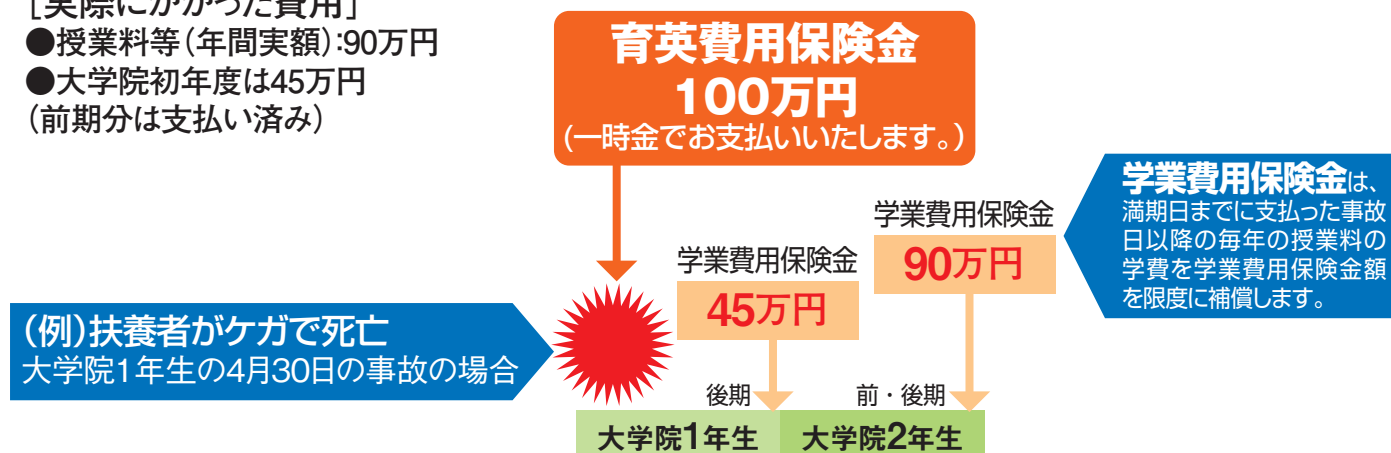 [実際にかかった費用]
●授業料等(年間実額):90万円
●大学院初年度は45万円
(前期分は支払い済み)
育英費用保険金
100万円
(一時金でお支払いいたします。)
学業費用保険金は、
満期日までに支払った事故
日以降の毎年の授業料の
学費を学業費用保険金額
を限度に補償します。
学業費用保険金
90万円
学業費用保険金
45万円
(例)扶養者がケガで死亡
大学院1年生の4月30日の事故の場合
後期
前・後期
大学院1年生
大学院2年生